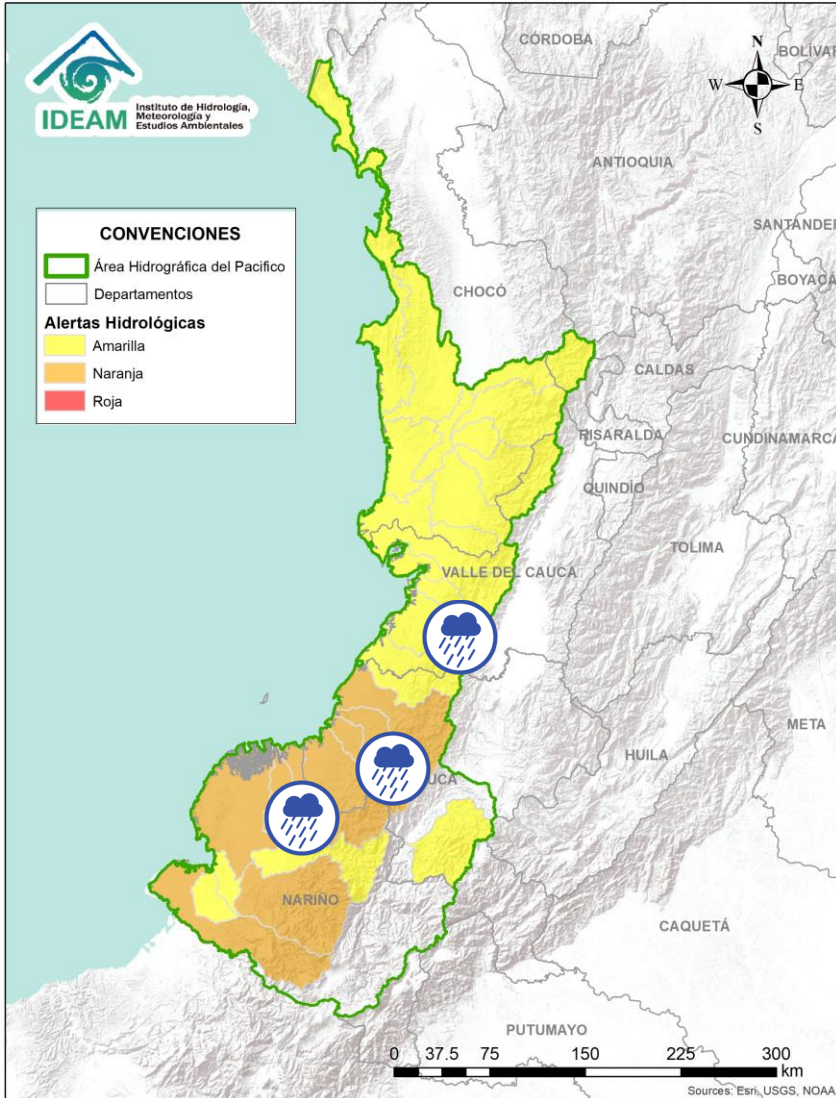 IDEAM
Instituto de Hidrología,
Meteorología y
Estudios Ambientales
CÓRDOBA
BOLÍVAR
N
W
E
S
ANTIOQUIA
SANTANDER
BOYACÁ
CONVENCIONES
Área Hidrográfica del Pacifico
Departamentos
Alertas Hidrológicas
Amarilla
Naranja
Roja
CHOCÓ
CALDAS
RISARALDA
CUNDINAMARCA
QUINDÍO
TOLIMA
VALLE DEL CAUCA
META
HUILA
UCA
NARIÑO
CAQUETÁ
PUTUMAYO
0 37.5 75 150 225 300
km
Sources: Esri, USGS, NOAA